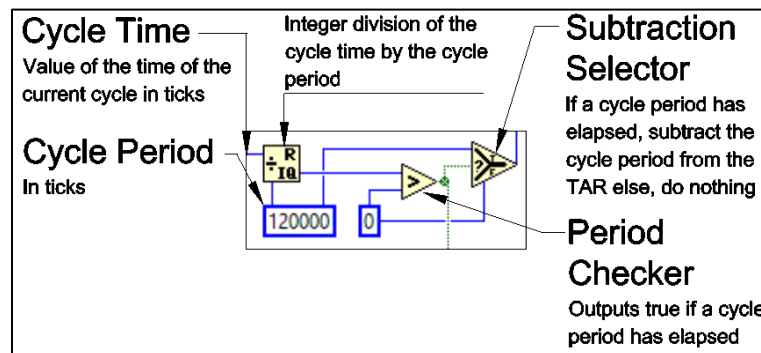 Cycle Time
Value of the time of the
current cycle in ticks
Cycle Period
In ticks
Integer division of the
cycle time by the cycle
period
R
÷
IQ
120000
>
0
?
T
F
Subtraction
Selector
If a cycle period has
elapsed, subtract the
cycle period from the
TAR else, do nothing
Period
Checker
Outputs true if a cycle
period has elapsed